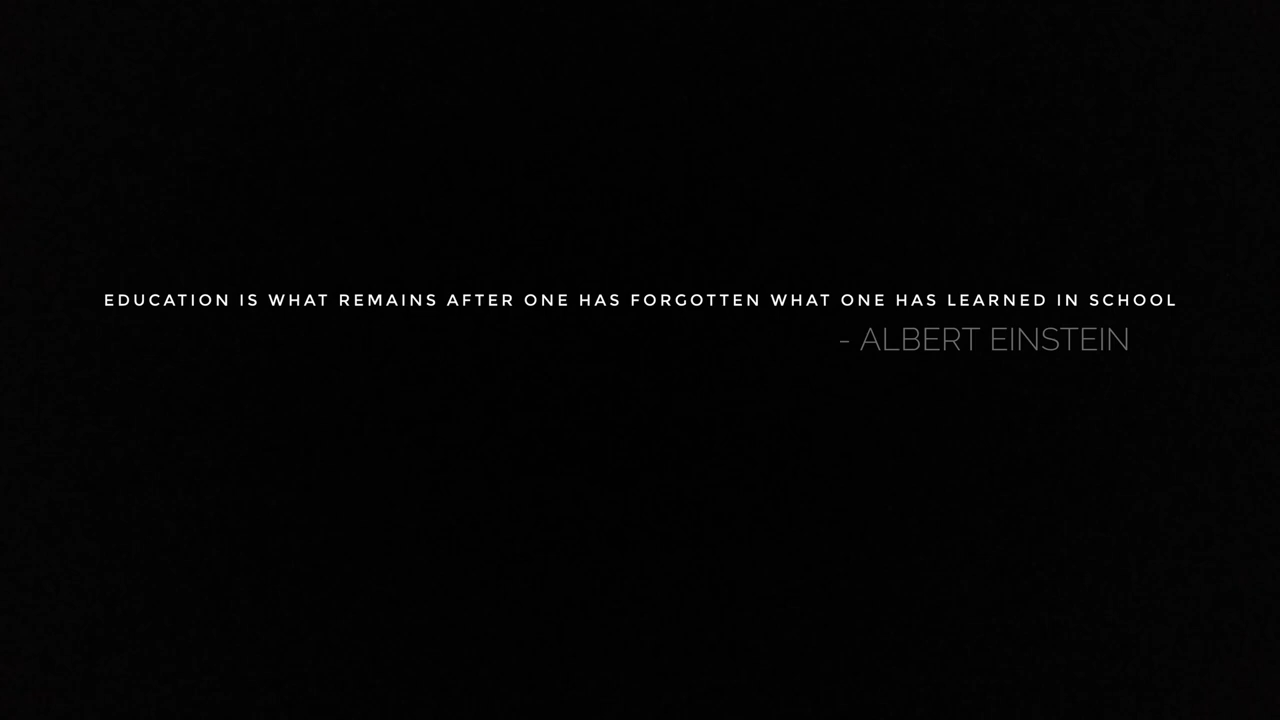 EDUCATION IS WHAT REMAINS AFTER ONE HAS FORGOTTEN WHAT ONE HAS LEARNED IN SCHOOL
- ALBERT EINSTEIN